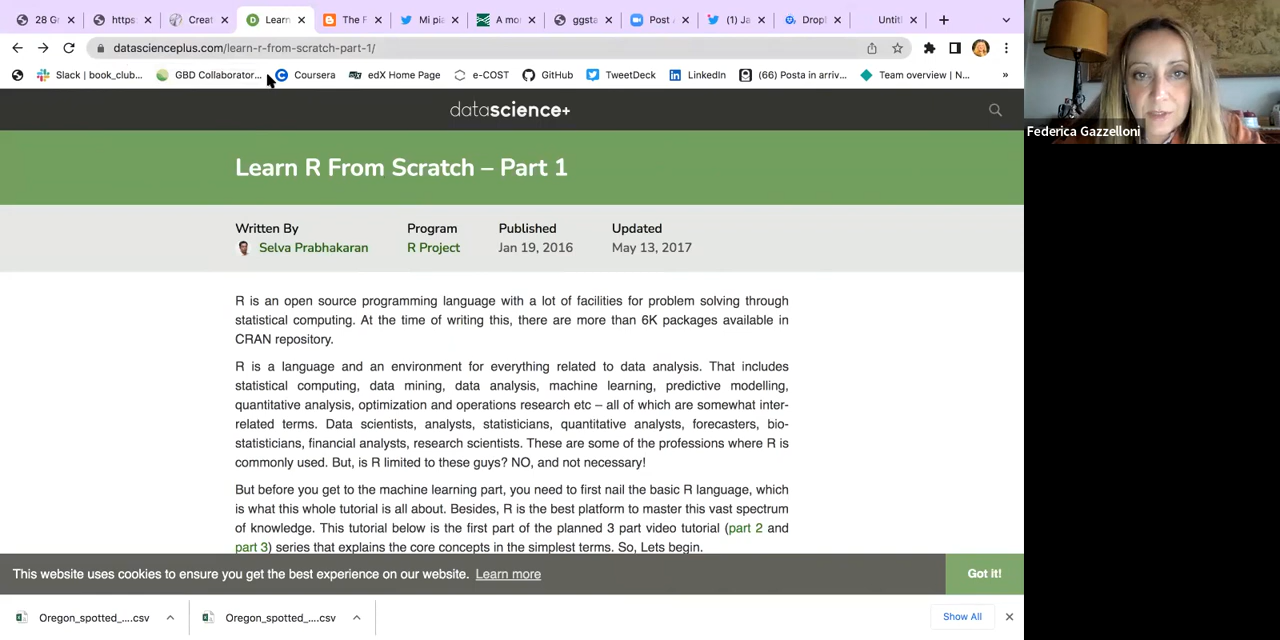 28 Gr
https:
Creat
Learn
The F
Mi pia
A mo
ggsta
Post
(1) Ja
Dropl
Untitl
datascienceplus.com/learn-r-from-scratch-part-1/
Slack | book_club...
GBD Collaborator...
Coursera
edX Home Page
e-COST
GitHub
TweetDeck
LinkedIn
(66) Posta in arriv...
Team overview | N...
»
datascience+
Learn R From Scratch – Part 1
Written By
Program
Published
Updated
Selva Prabhakaran
R Project
Jan 19, 2016
May 13, 2017
R is an open source programming language with a lot of facilities for problem solving through
statistical computing. At the time of writing this, there are more than 6K packages available in
CRAN repository.
R is a language and an environment for everything related to data analysis. That includes
statistical computing, data mining, data analysis, machine learning, predictive modelling,
quantitative analysis, optimization and operations research etc – all of which are somewhat inter-
related terms. Data scientists, analysts, statisticians, quantitative analysts, forecasters, bio-
statisticians, financial analysts, research scientists. These are some of the professions where R is
commonly used. But, is R limited to these guys? NO, and not necessary!
But before you get to the machine learning part, you need to first nail the basic R language, which
is what this whole tutorial is all about. Besides, R is the best platform to master this vast spectrum
of knowledge. This tutorial below is the first part of the planned 3 part video tutorial (part 2 and
part 3) series that explains the core concepts in the simplest terms. So, Lets begin.
This website uses cookies to ensure you get the best experience on our website. Learn more
Got it!
Oregon_spotted_....csv
Oregon_spotted_....csv
Show All
Federica Gazzelloni